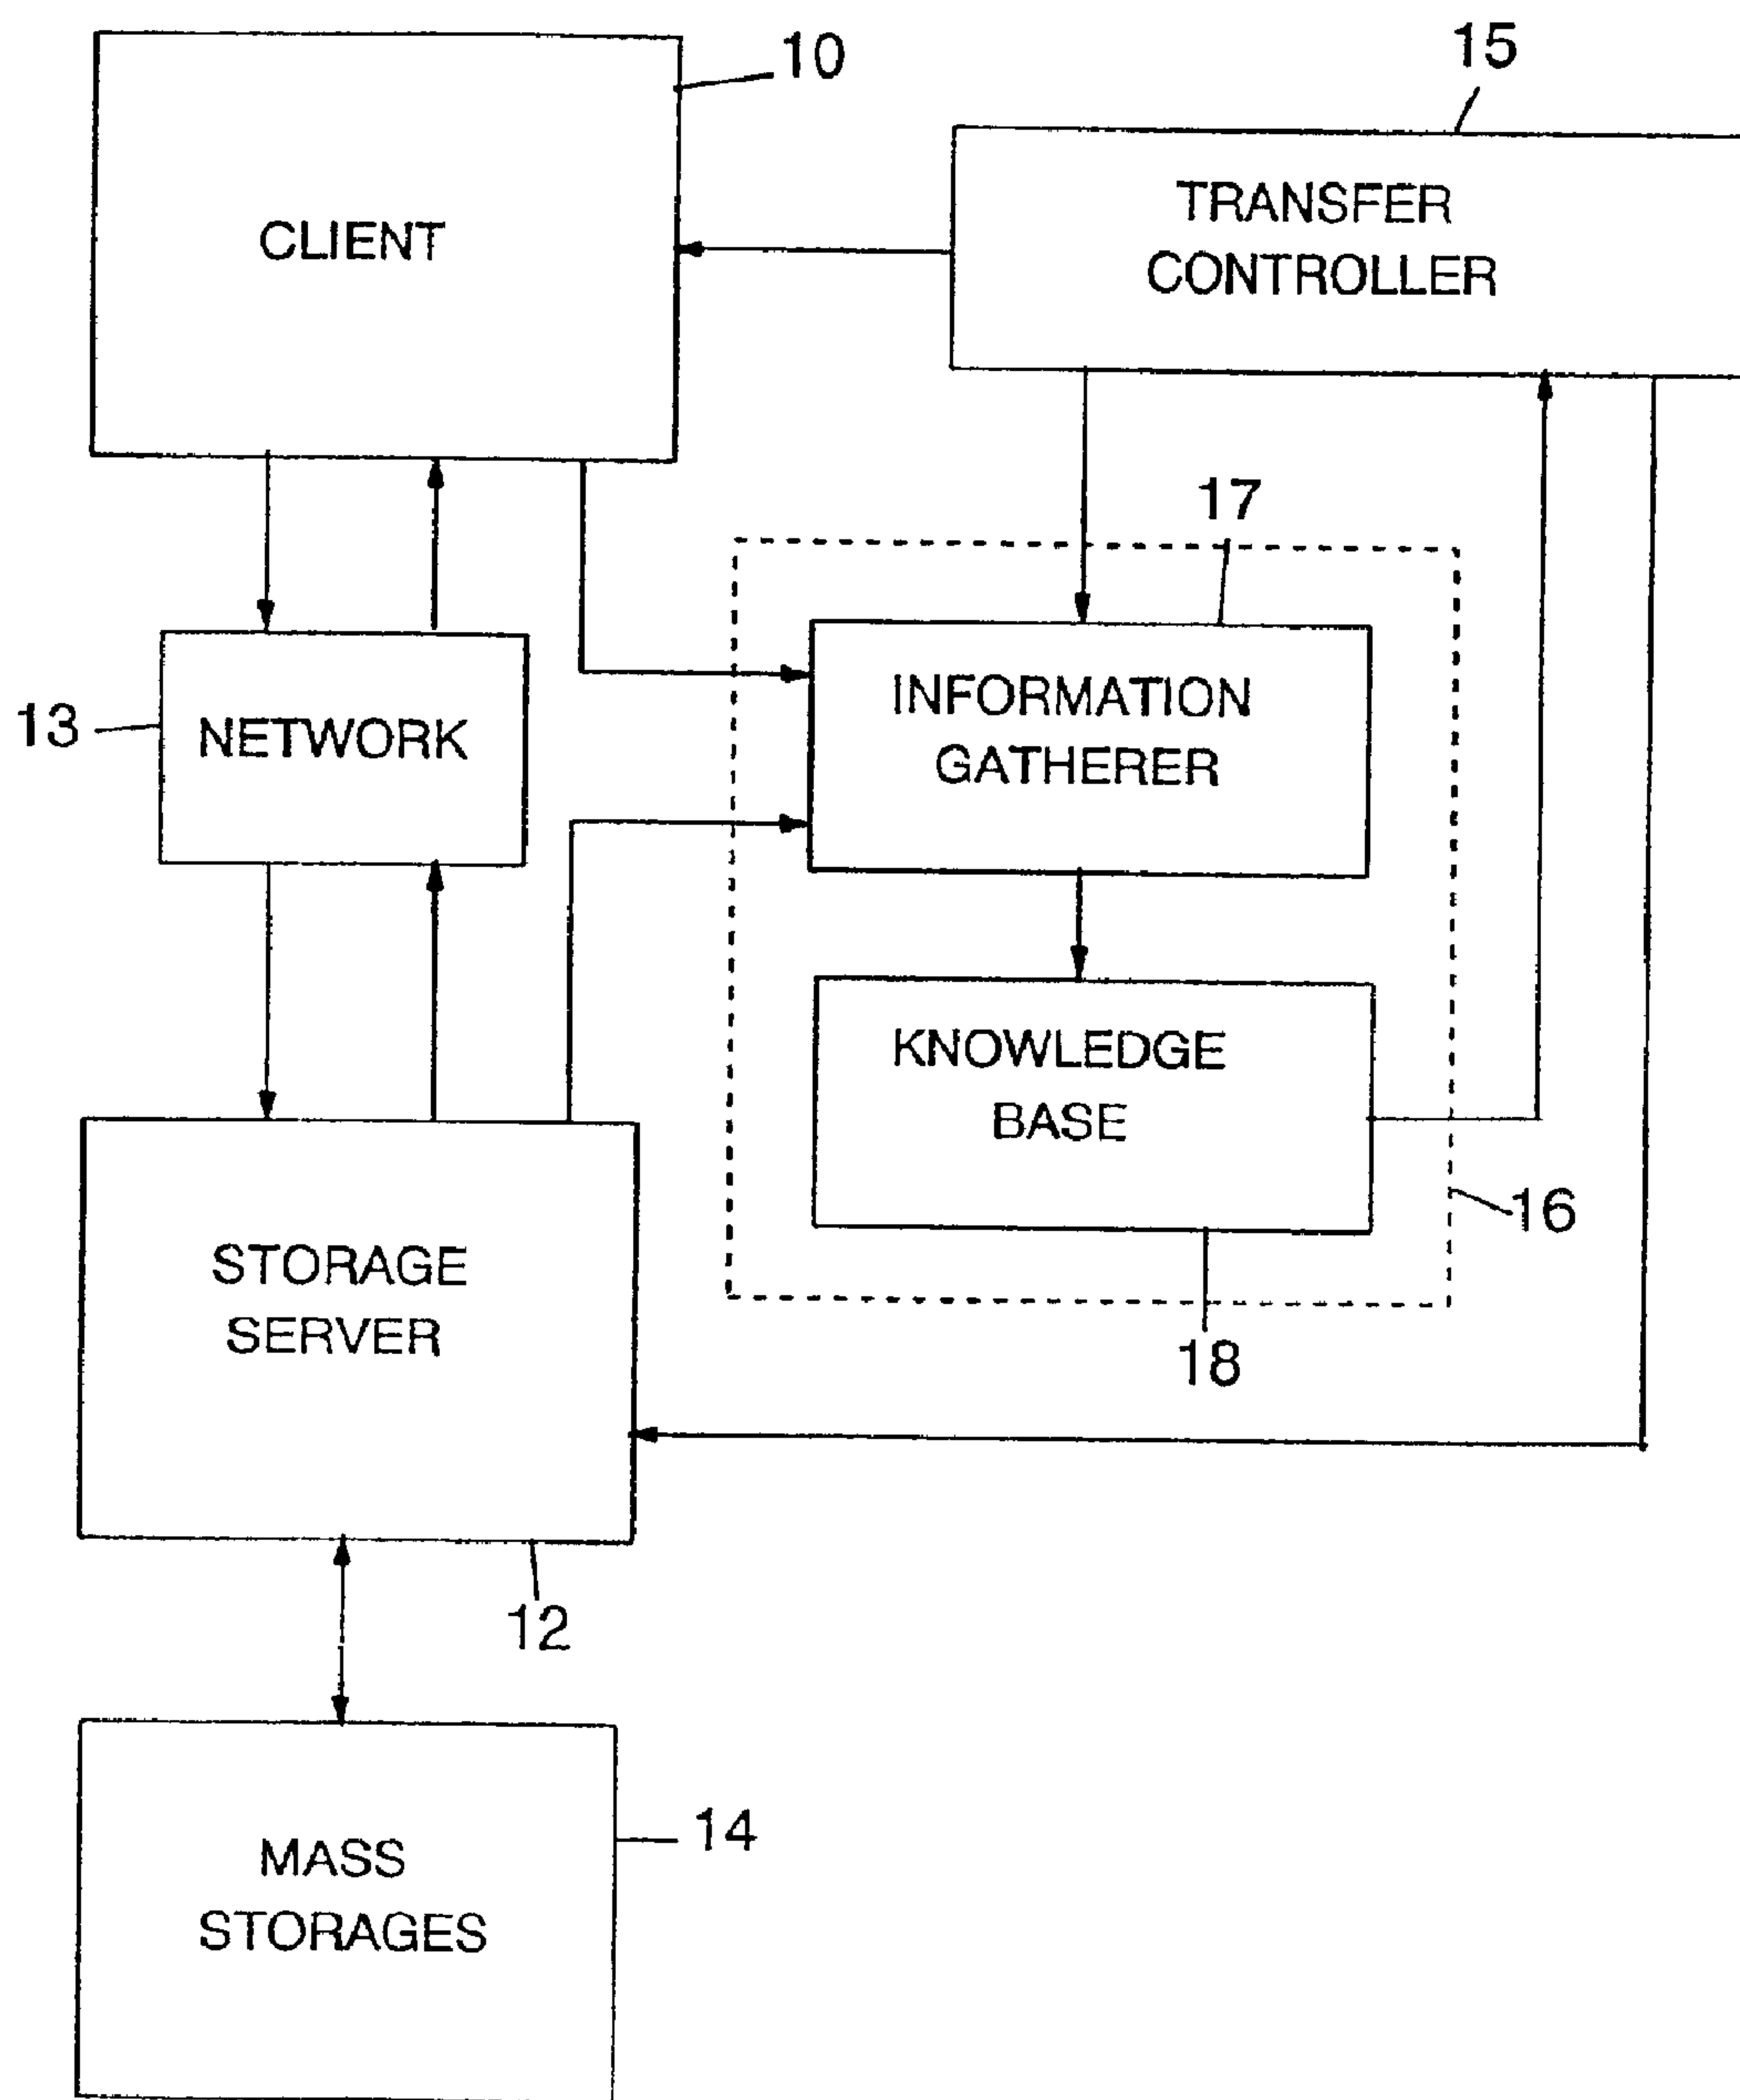 10
15
CLIENT
TRANSFER
CONTROLLER
17
13
NETWORK
INFORMATION
GATHERER
KNOWLEDGE
BASE
16
STORAGE
SERVER
18
12
14
MASS
STORAGES